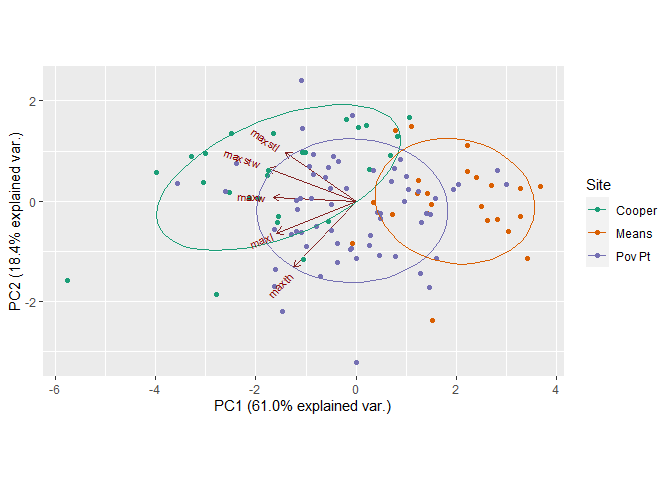 2
0
-2
PC2 (18.4% explained var.)
-6
-4
-2
0
2
4
PC1 (61.0% explained var.)
maxstl
maxstw
maxw
maxl
maxth
Site
Cooper
Means
Pov Pt